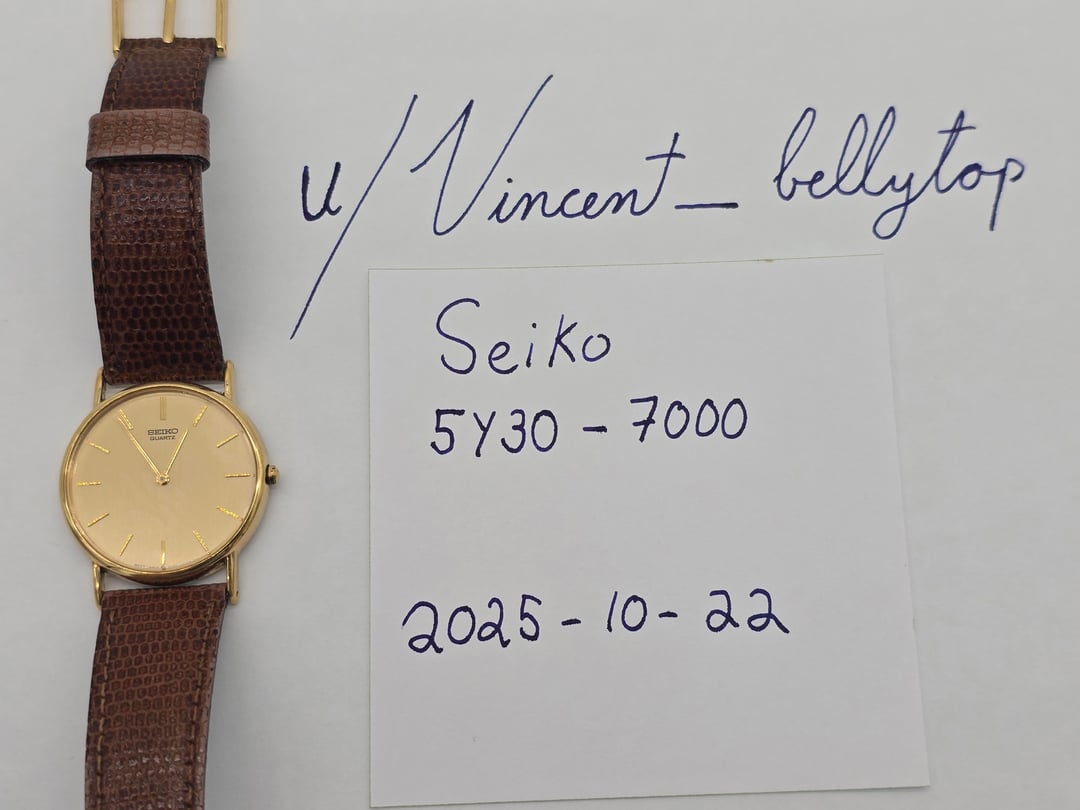 u/Vincent_bellytop
Seiko
5Y30-7000
2025-10-22
SEIKO
QUARTZ